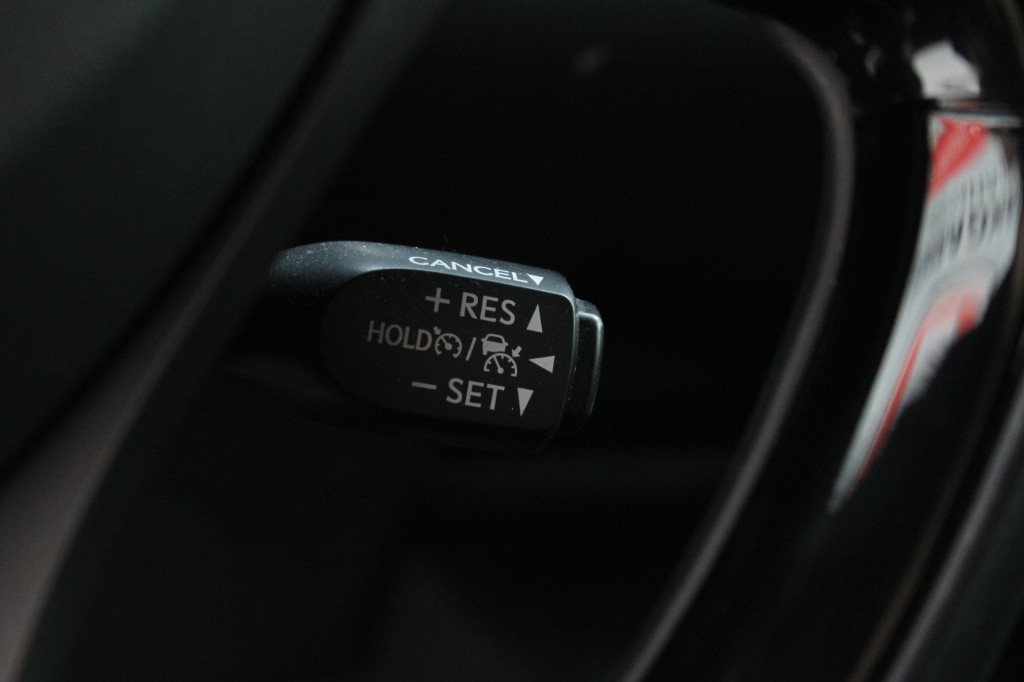 CANCEL▼
+ RES ▲
HOLD / ◄
− SET ▼